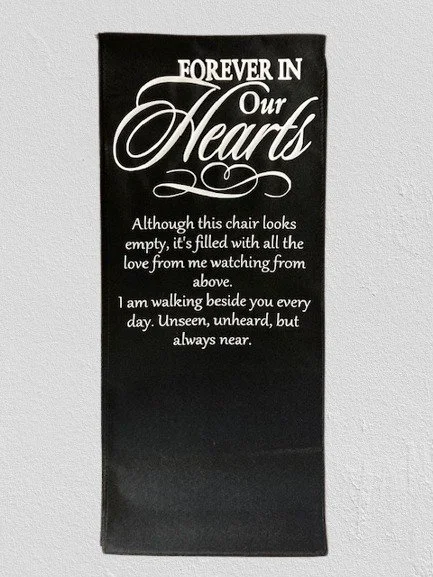 FOREVER IN
Our
Hearts
Although this chair looks
empty, it's filled with all the
love from me watching from
above.
I am walking beside you every
day. Unseen, unheard, but
always near.